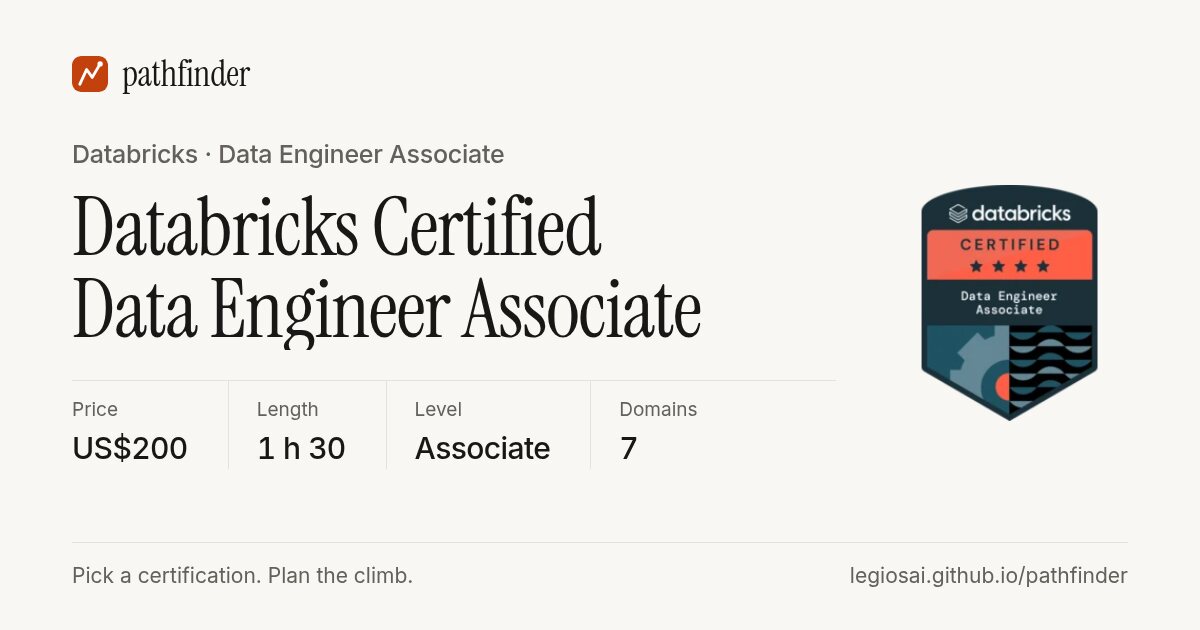 pathfinder
Databricks · Data Engineer Associate
Databricks Certified
Data Engineer Associate
databricks
CERTIFIED
Data Engineer
Associate
Price
US$200
Length
1 h 30
Level
Associate
Domains
7
Pick a certification. Plan the climb.
legiosai.github.io/pathfinder